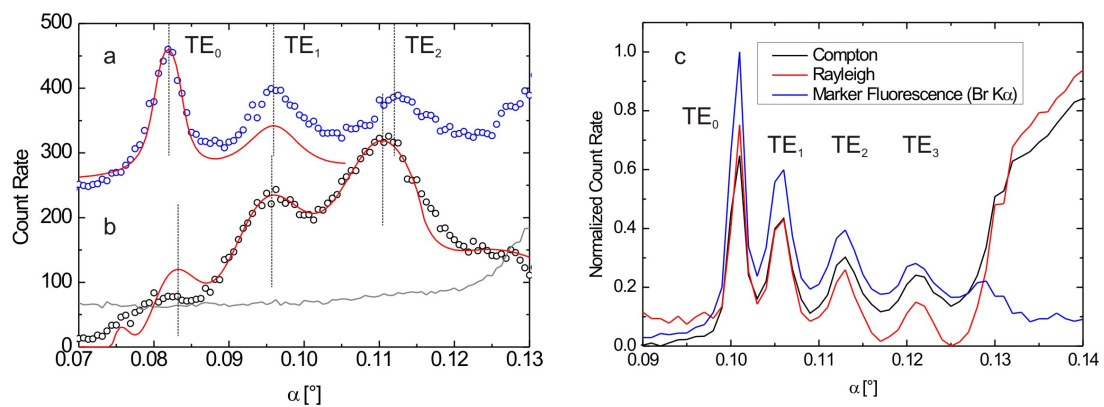 500
400
300
200
100
0
Count Rate
a
b
TE₀
TE₁
TE₂
0.07
0.08
0.09
0.10
0.11
0.12
0.13
α [°]
1.0
0.8
0.6
0.4
0.2
0.0
Normalized Count Rate
c
Compton
Rayleigh
Marker Fluorescence (Br Kα)
TE₀
TE₁
TE₂
TE₃
0.09
0.10
0.11
0.12
0.13
0.14
α [°]